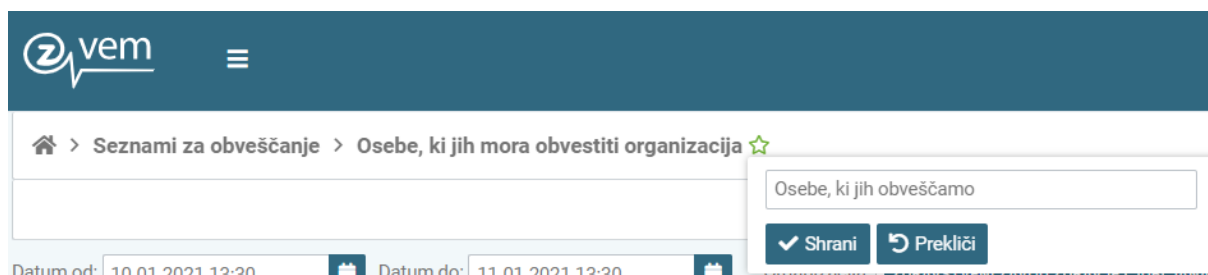 zvem
Seznami za obveščanje > Osebe, ki jih mora obvestiti organizacija
Osebe, ki jih obveščamo
Shrani Prekliči
Datum od: 10.01.2021 13:30 Datum do: 11.01.2021 13:30